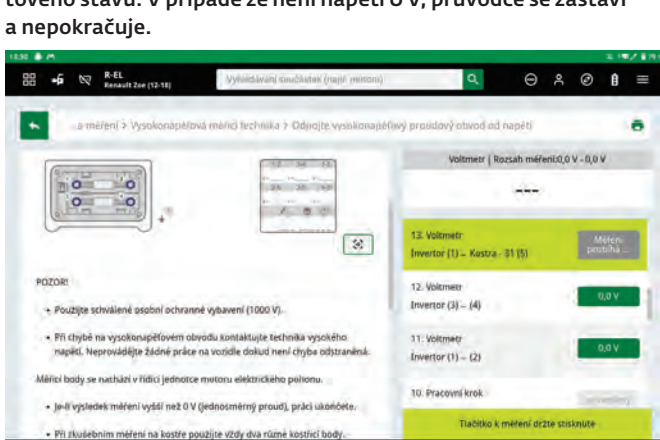 tového stavu. V případě že není napětí 0 V, průvodce se zastaví
a nepokračuje.
13:50
R-EL
Renault Zoe (12-18)
Vyhledávání součástek (např. primoni)
...a měření > Vysokonapěťová měřicí technika > Odpojte vysokonapěťový proudový obvod od napětí
Voltmetr | Rozsah měření:0,0 V - 0,0 V
---
13. Voltmetr
Invertor (1) – Kostra - 31 (5)
Měření probíhá ...
12. Voltmetr
Invertor (3) – (4)
0,0 V
11. Voltmetr
Invertor (1) – (2)
0,0 V
10. Pracovní krok
Tlačítko k měření držte stisknuté
POZOR!
• Použijte schválené osobní ochranné vybavení (1000 V).
• Při chybě na vysokonapěťovém obvodu kontaktujte technika vysokého
napětí. Neprovádějte žádné práce na vozidle dokud není chyba odstraněná.
Měřicí body se nachází v řídicí jednotce motoru elektrického pohonu.
• Je-li výsledek měření vyšší než 0 V (jednosměrný proud), práci ukončete.
• Při zkušebním měření na kostře použijte vždy dva různé kostřicí body.